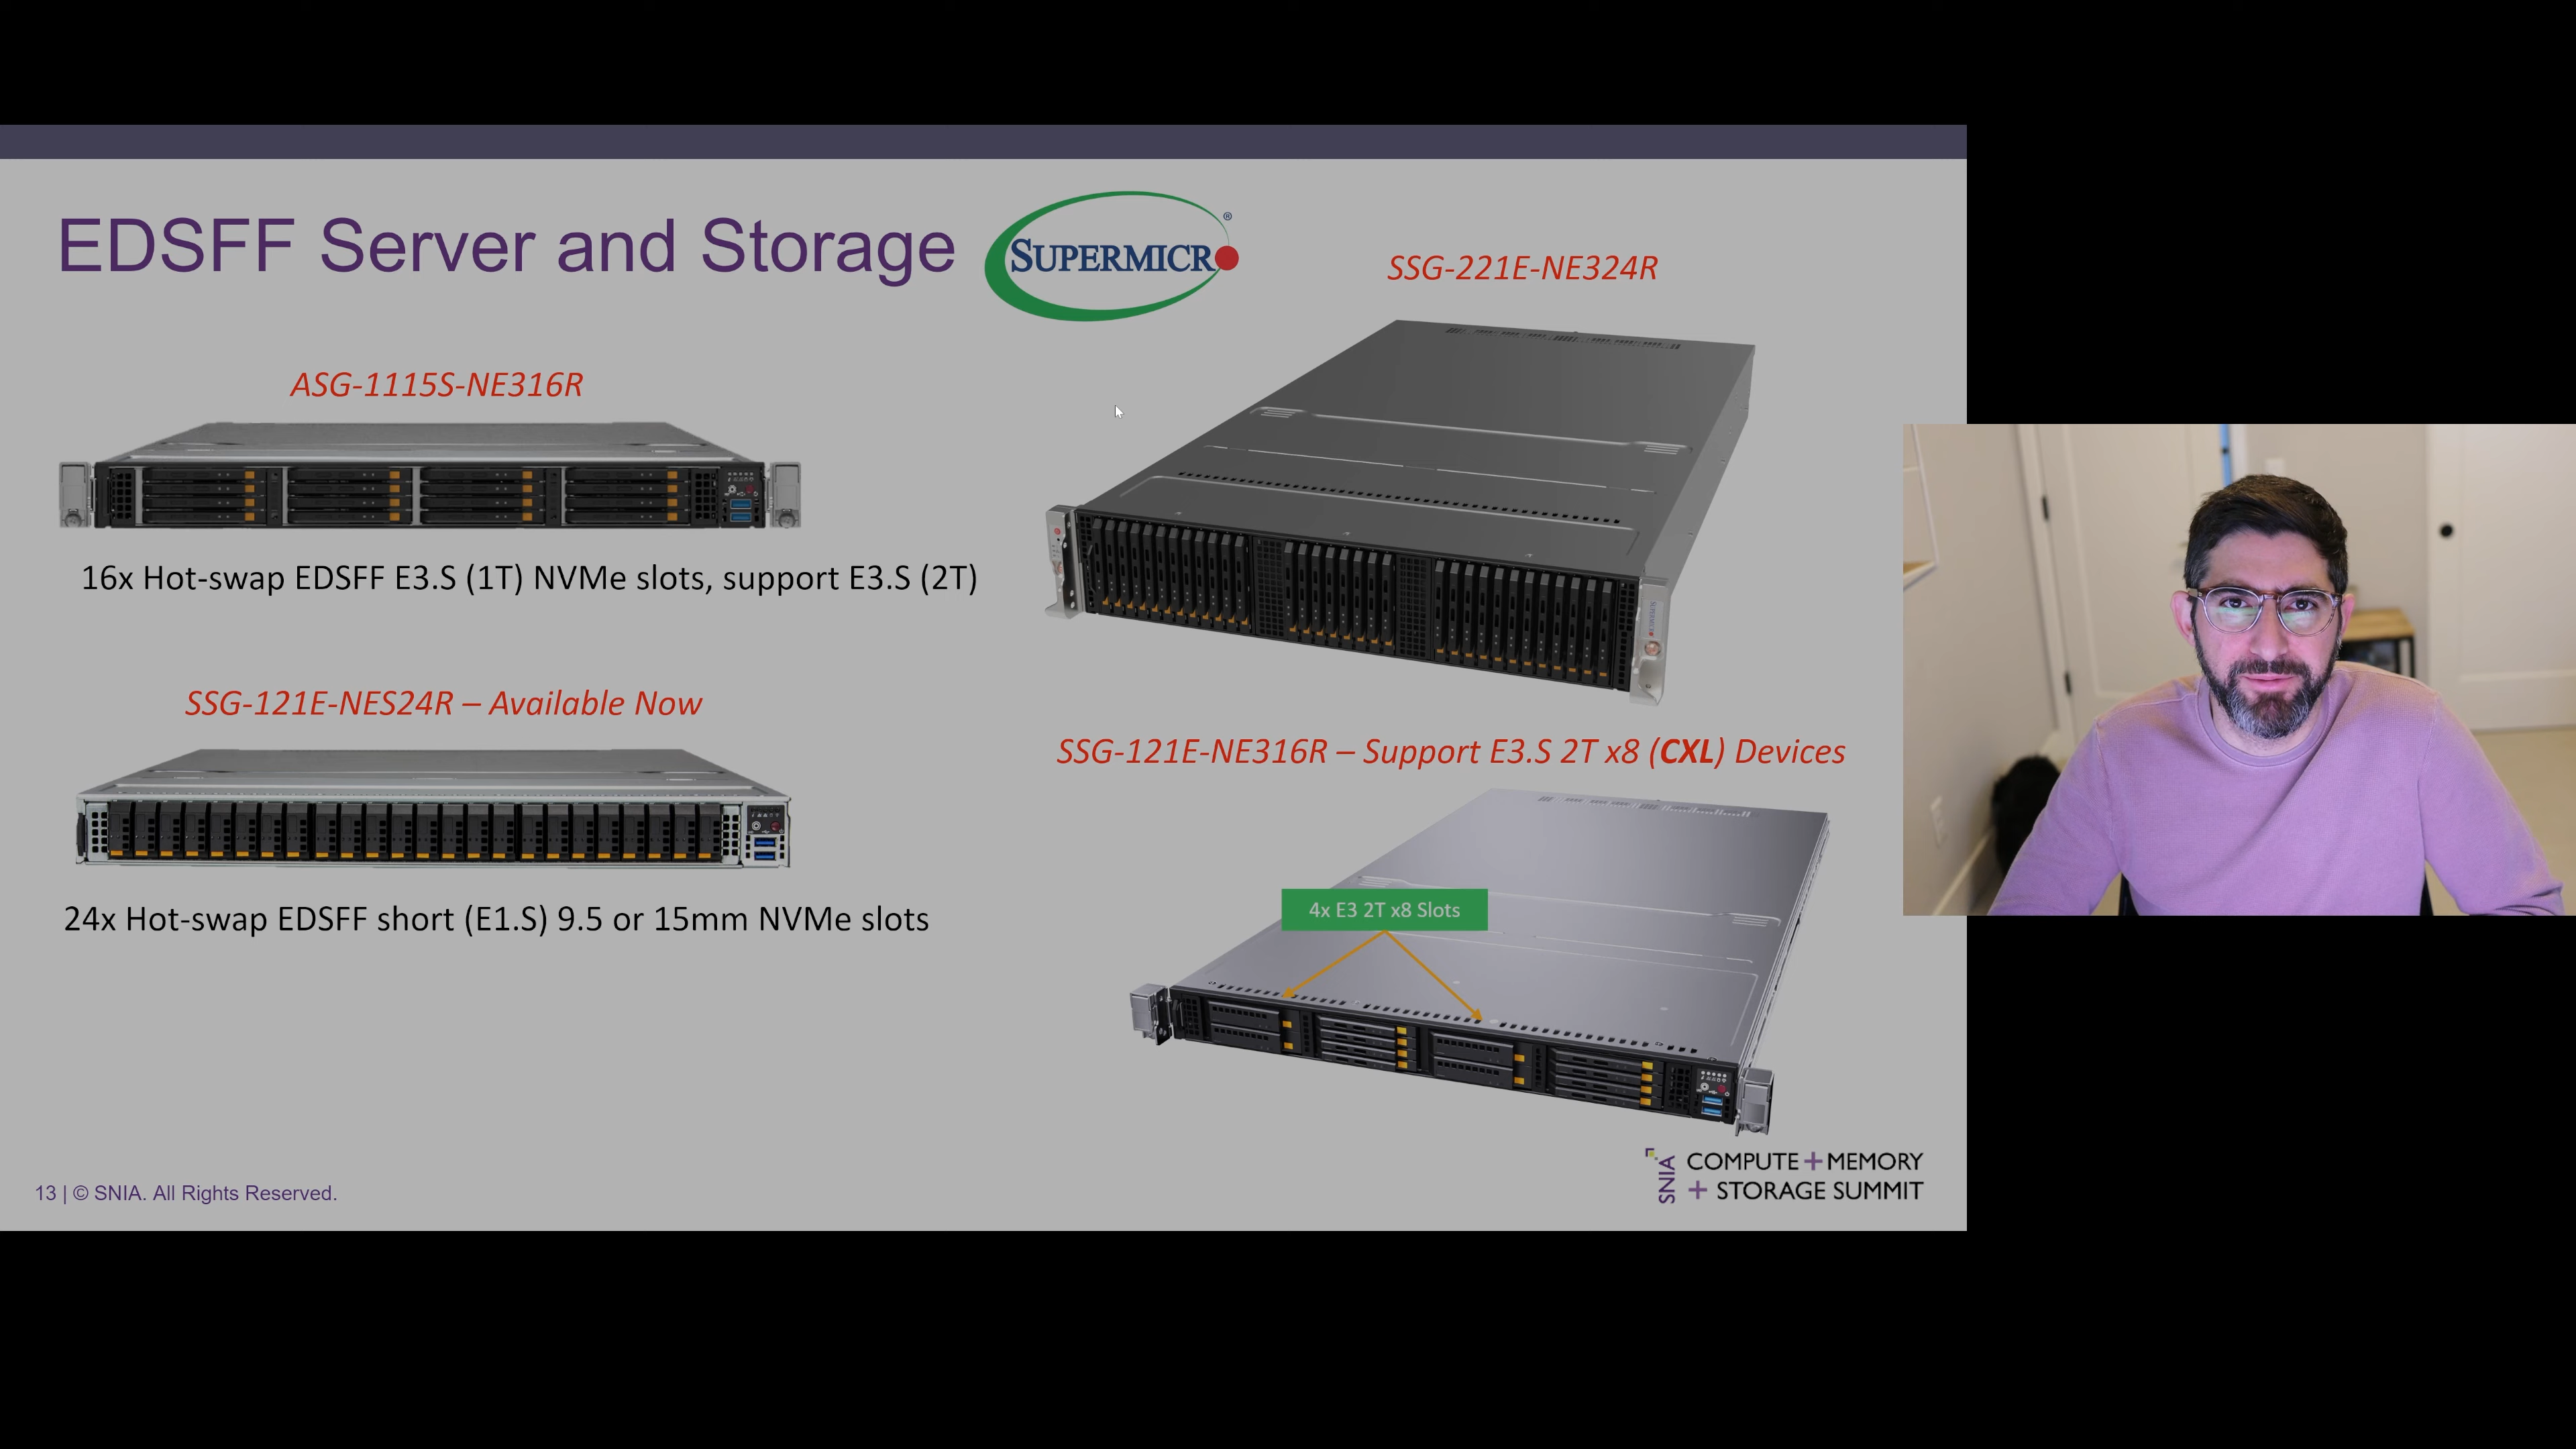 EDSFF Server and Storage
SUPERMICRO®
SSG-221E-NE324R
ASG-1115S-NE316R
16x Hot-swap EDSFF E3.S (1T) NVMe slots, support E3.S (2T)
SSG-121E-NES24R – Available Now
SSG-121E-NE316R – Support E3.S 2T x8 (CXL) Devices
4x E3 2T x8 Slots
24x Hot-swap EDSFF short (E1.S) 9.5 or 15mm NVMe slots
13 | © SNIA. All Rights Reserved.
SNIA
COMPUTE + MEMORY
+ STORAGE SUMMIT